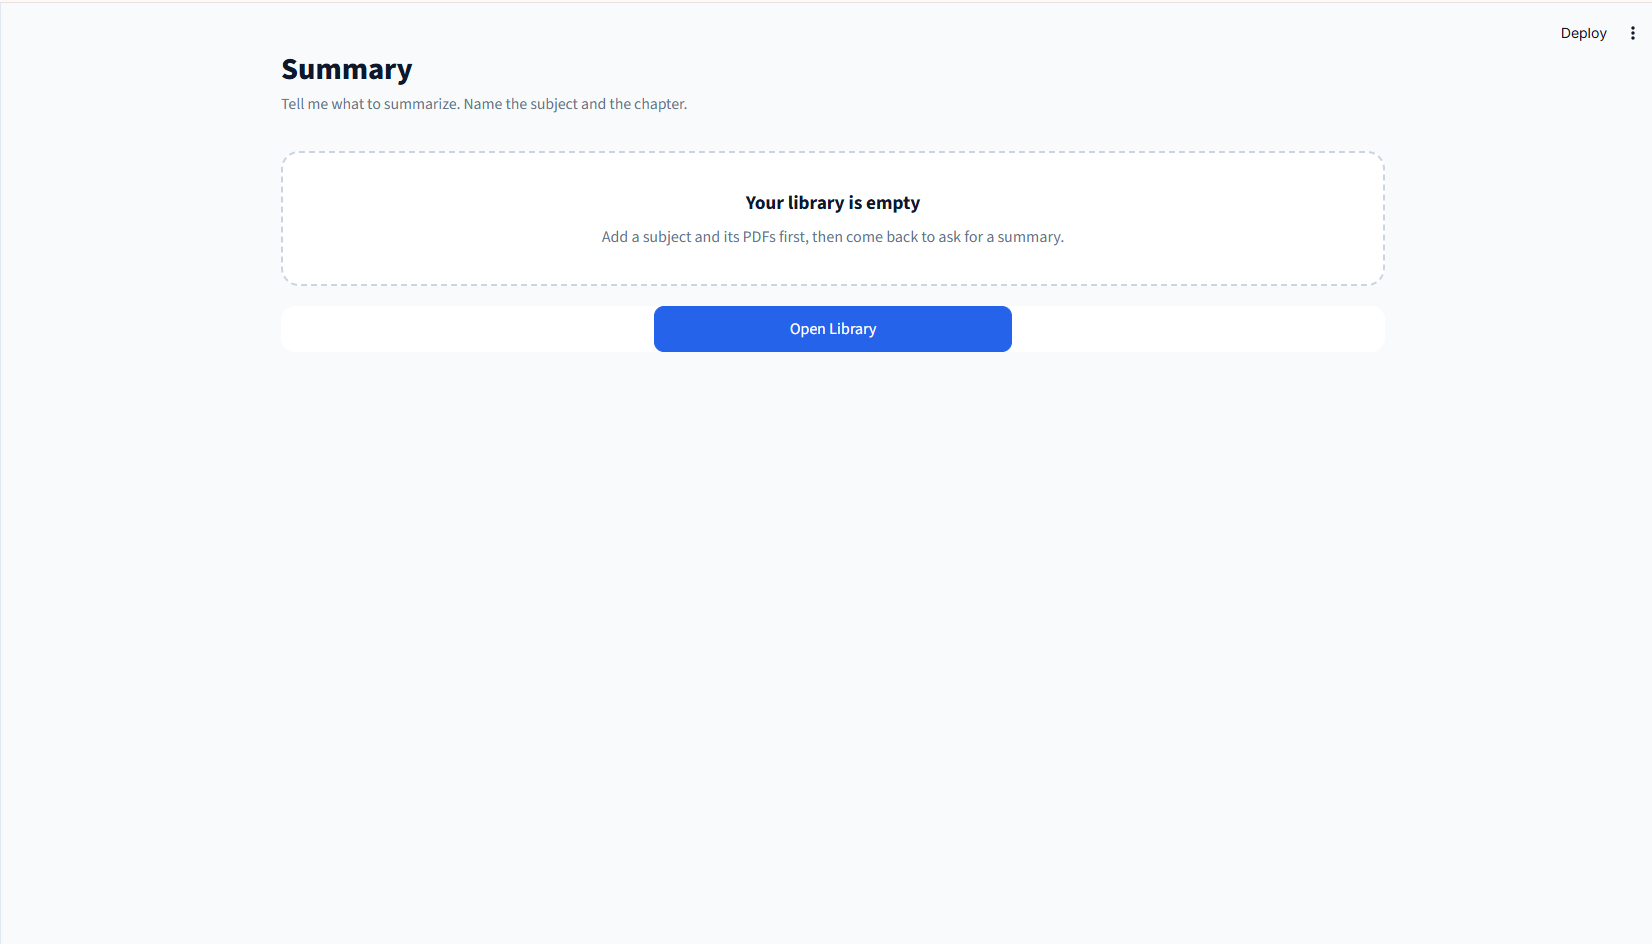 Deploy
Summary
Tell me what to summarize. Name the subject and the chapter.
Your library is empty
Add a subject and its PDFs first, then come back to ask for a summary.
Open Library